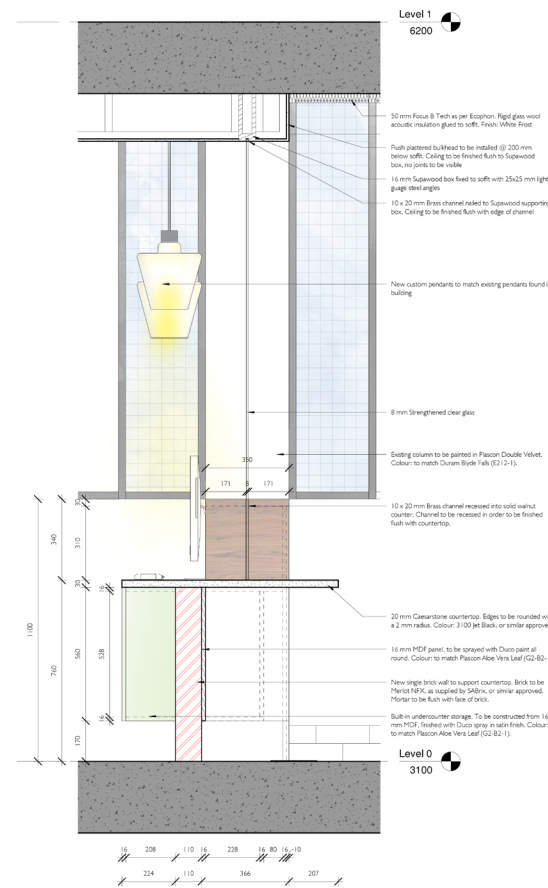 Level 1
6200
50 mm Focus B Tech as per Ecophon. Rigid glass wool
acoustic insulation glued to soffit. Finish: White Frost
Flush plastered bulkhead to be installed @ 200 mm
below soffit. Ceiling to be finished flush to Supawood
box, no joints to be visible
16 mm Supawood box fixed to soffit with 25x25 mm light
guage steel angles
10 x 20 mm Brass channel nailed to Supawood supporting
box. Ceiling to be finished flush with edge of channel
New custom pendants to match existing pendants found i
building
8 mm Strengthened clear glass
Existing column to be painted in Plascon Double Velvet.
Colour: to match Duram Blyde Falls (E212-1).
350
171 8 171
10 x 20 mm Brass channel recessed into solid walnut
counter. Channel to be recessed in order to be finished
flush with countertop.
30
340
310
30
16
1100
760
560
528
16
170
20 mm Caesarstone countertop. Edges to be rounded wi
a 2 mm radius. Colour: 3100 Jet Black, or similar approve
16 mm MDF panel, to be sprayed with Duco paint all
round. Colour: to match Plascon Aloe Vera Leaf (G2-B2-
New single brick wall to support countertop. Brick to be
Merlot NFX, as supplied by SABrix, or similar approved.
Mortar to be flush with face of brick.
Built-in undercounter storage. To be constructed from 16
mm MDF, finished with Duco spray in satin finish. Colour:
to match Plascon Aloe Vera Leaf (G2-B2-1).
Level 0
3100
16 208 110 16 228 16 80 16 10
224 110 366 207